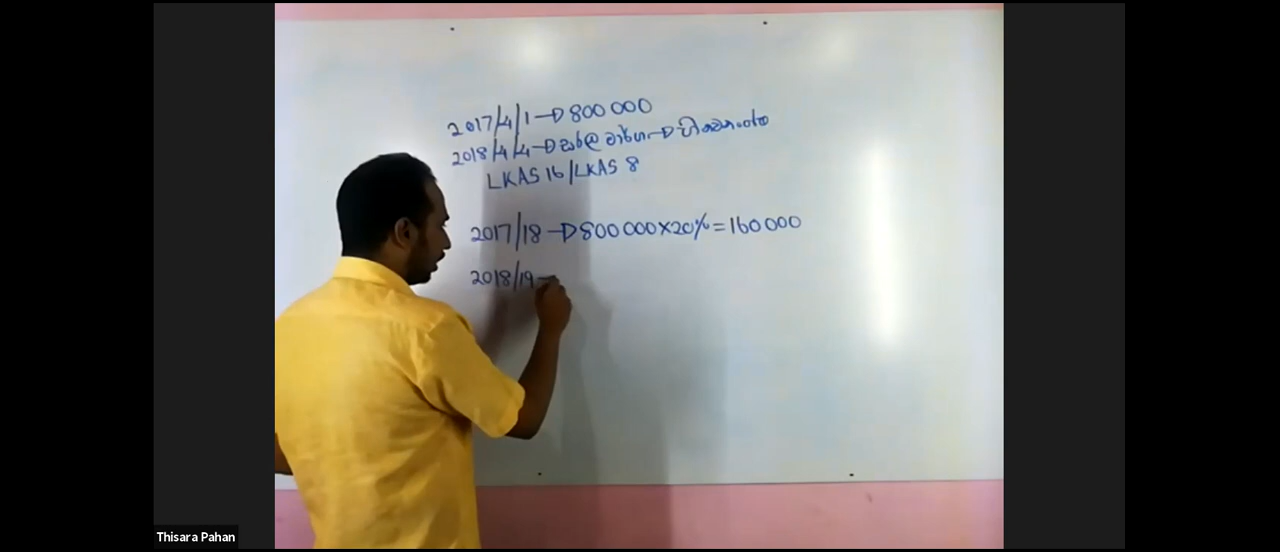 2017/4/1 → 800 000
2018/4/4 → සරල මාර්ග → හීනවන ශේෂ
LKAS 16/LKAS 8
2017/18 → 800 000×20%=160 000
2018/19 –
Thisara Pahan